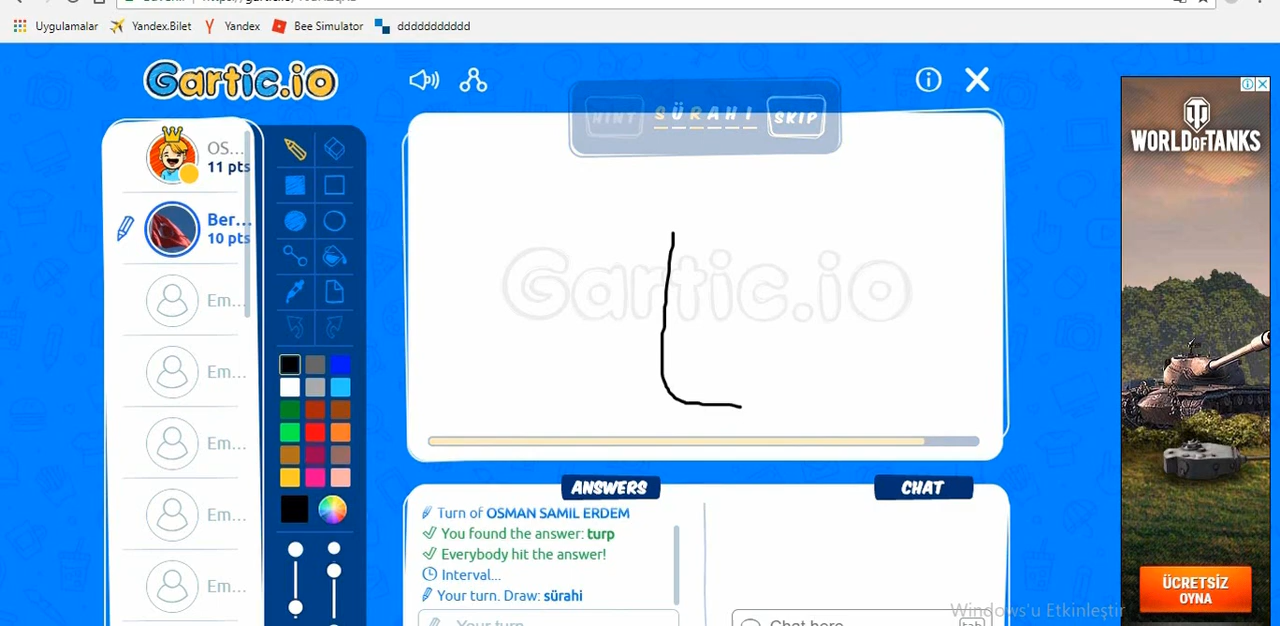 Uygulamalar Yandex.Bilet Yandex Bee Simulator ddddddddddd
Gartic.io
HINT SÜRAHI SKIP
WORLD OF TANKS
OS...
11 pts
Ber...
10 pts
Em...
Em...
Em...
Em...
Em...
Gartic.io
ANSWERS
CHAT
Turn of OSMAN SAMIL ERDEM
You found the answer: turp
Everybody hit the answer!
Interval...
Your turn. Draw: sürahi
Your turn
Chat here
tab
ÜCRETSİZ
OYNA
Windows'u Etkinleştir